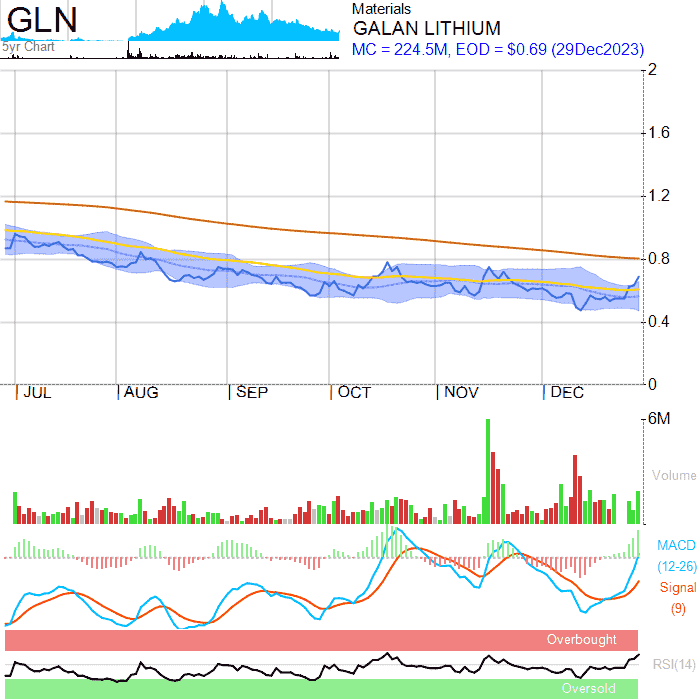 GLN
5yr Chart
Materials
GALAN LITHIUM
MC = 224.5M, EOD = $0.69 (29Dec2023)
2
1.6
1.2
0.8
0.4
0
JUL AUG SEP OCT NOV DEC
6M
Volume
MACD
(12-26)
Signal
(9)
Overbought
RSI(14)
Oversold